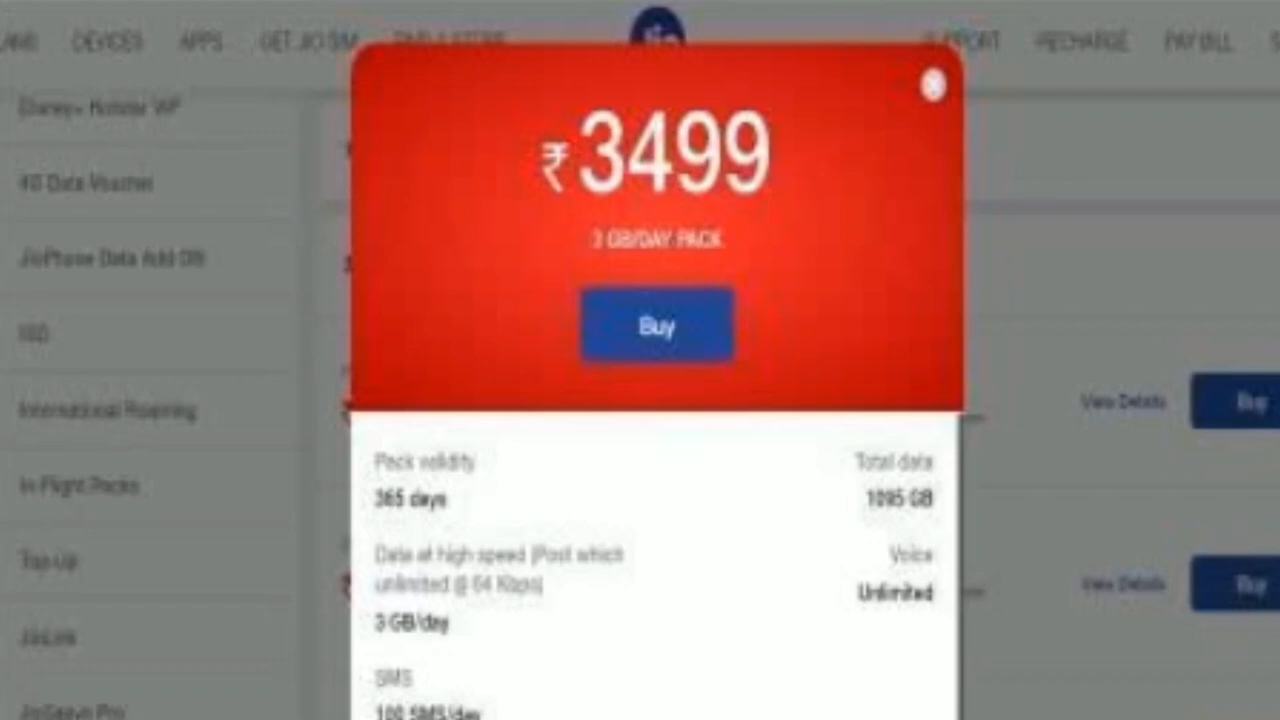 DEVICES APPS GET JIO SIM
SUPPORT RECHARGE PAY BILL
Disney+ Hotstar VIP
4G Data Voucher
JioPhone Data Add ON
ISD
International Roaming
In-Flight Packs
Top-Up
JioLink
JioSaavn Pro
₹3499
3 GB/DAY PACK
Buy
Pack validity
365 days
Total data
1095 GB
Data at high speed (Post which
unlimited @ 64 Kbps)
3 GB/day
Voice
Unlimited
SMS
100 SMS/day
View Details Buy
View Details Buy